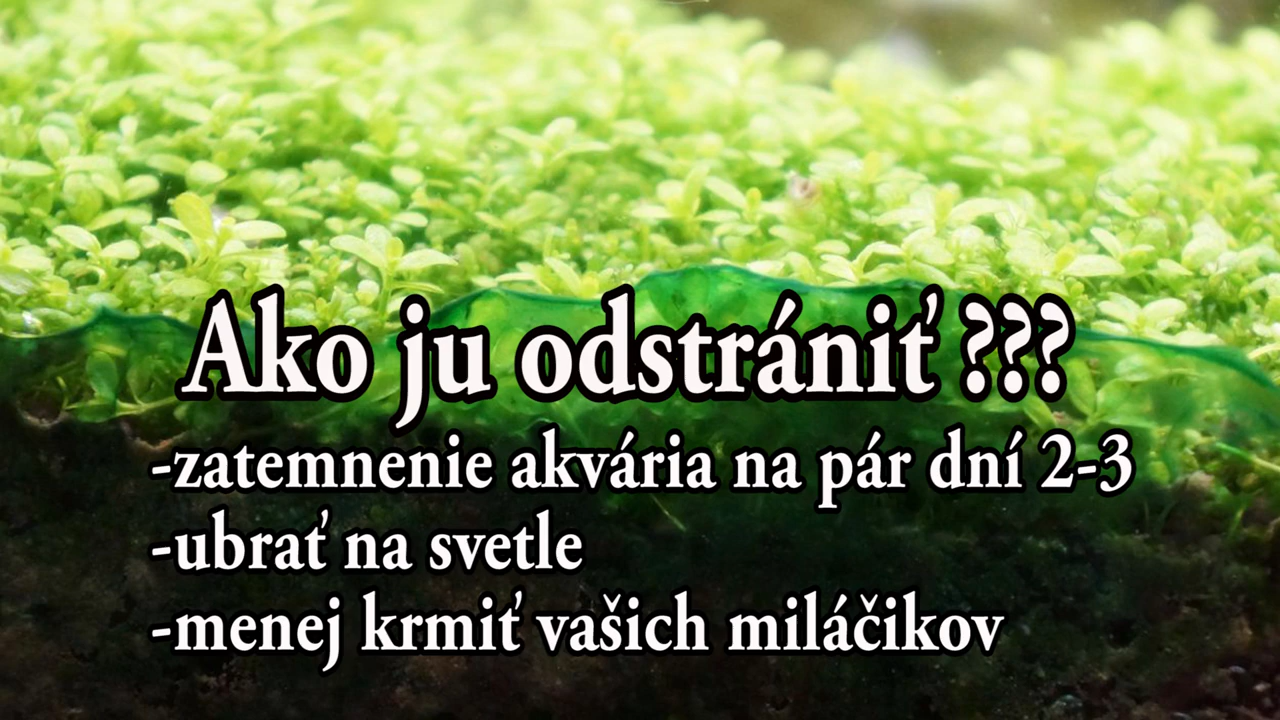 Ako ju odstrániť ???
-zatemnenie akvária na pár dní 2-3
-ubrať na svetle
-menej krmiť vašich miláčikov